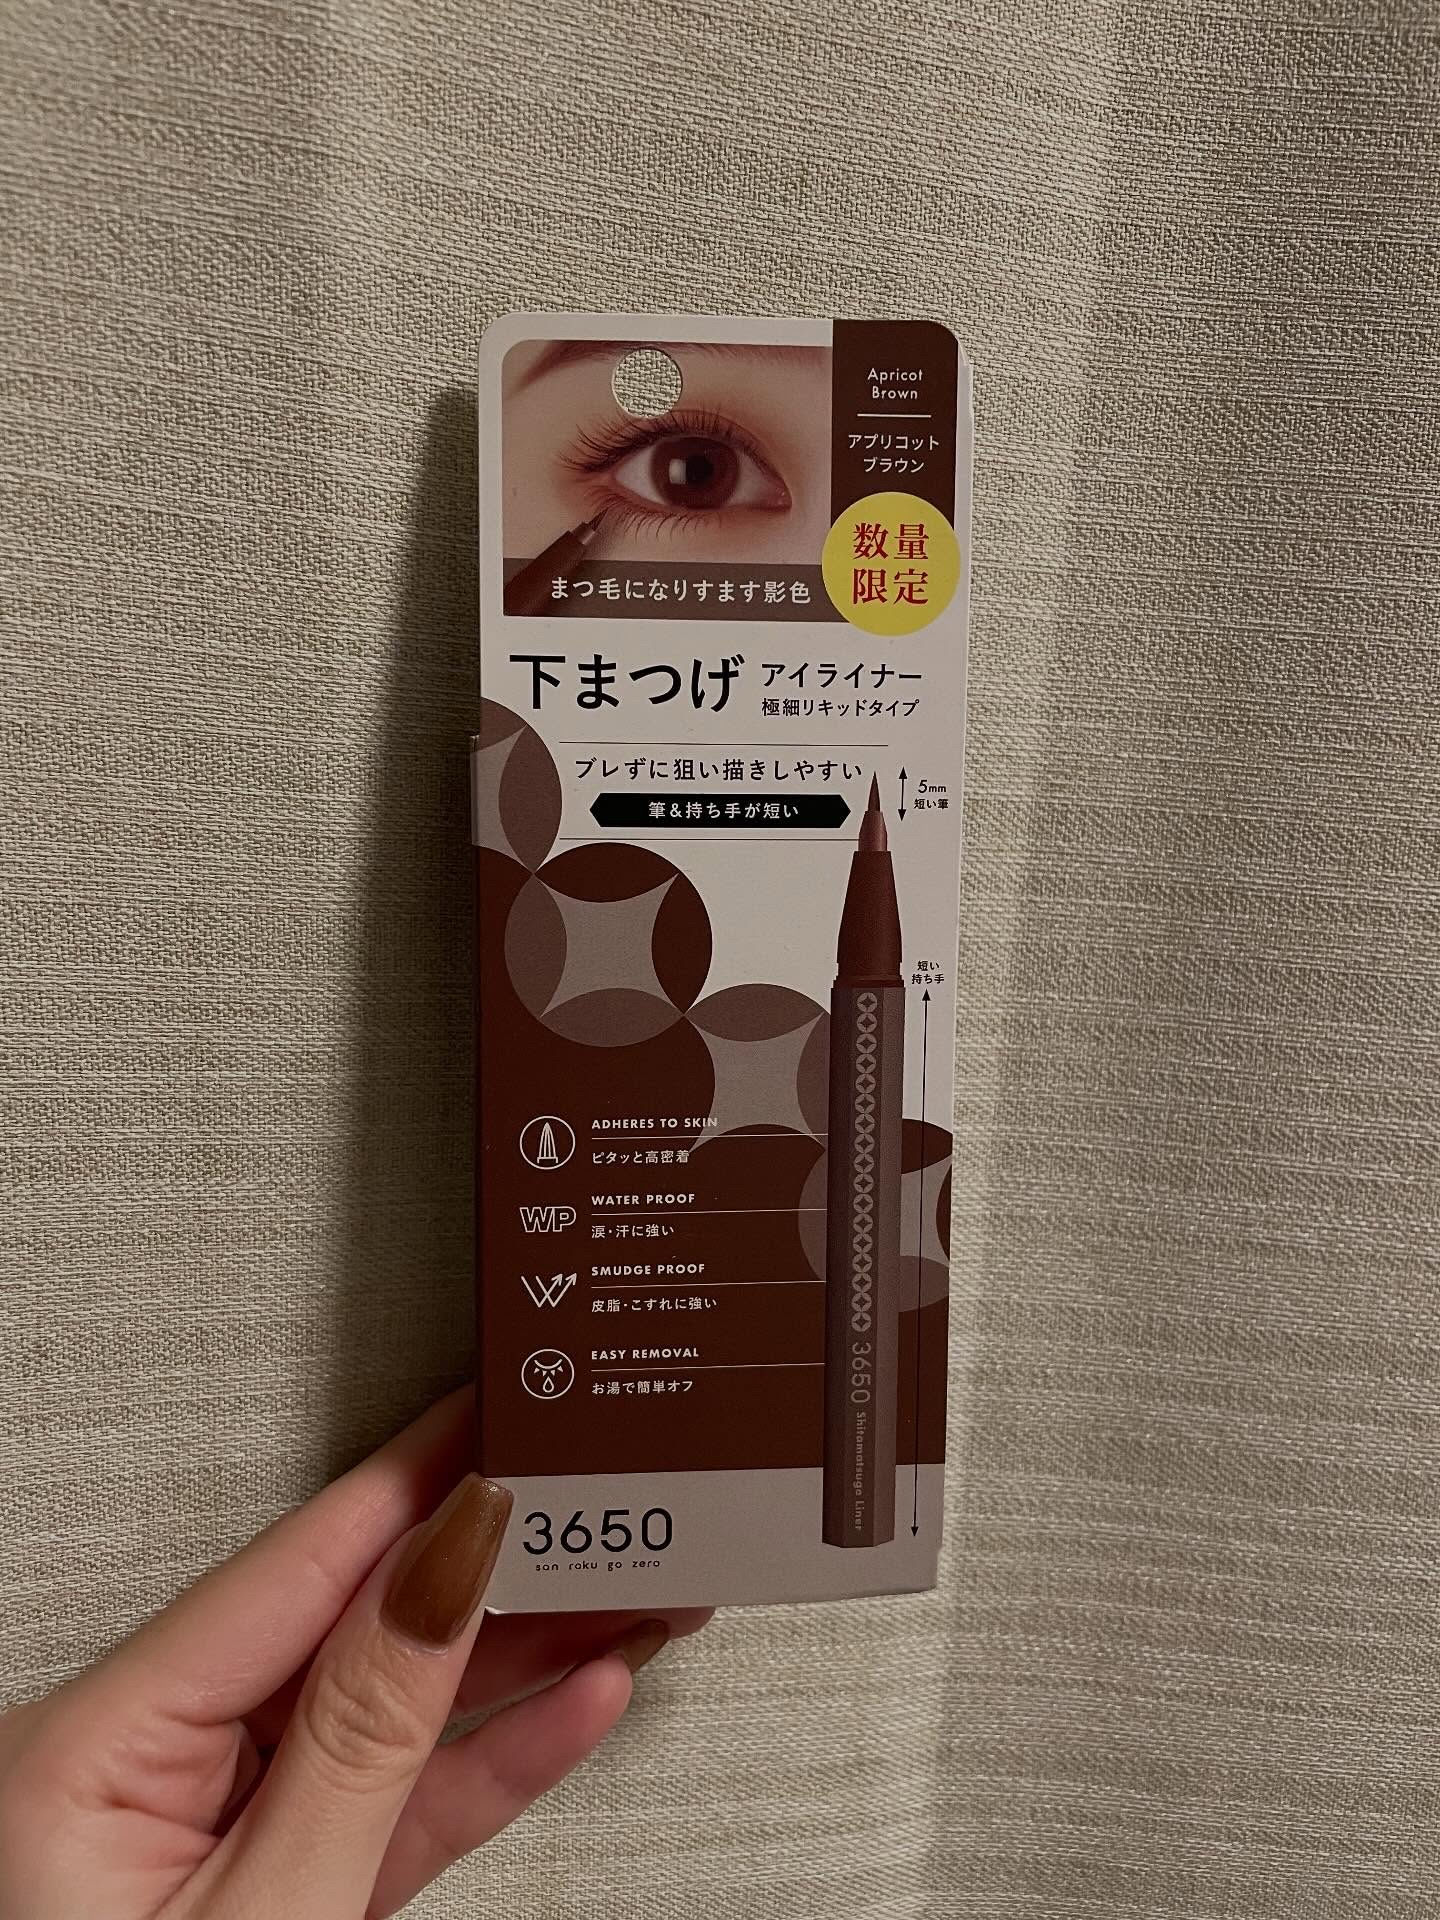 Apricot
Brown
アプリコット
ブラウン
数量
限定
まつ毛になりすます影色
下まつげ アイライナー
極細リキッドタイプ
ブレずに狙い描きしやすい
筆&持ち手が短い
5mm
短い筆
短い
持ち手
ADHERES TO SKIN
ピタッと高密着
WP
WATER PROOF
涙・汗に強い
SMUDGE PROOF
皮脂・こすれに強い
EASY REMOVAL
お湯で簡単オフ
3650 Shitamatsuge Liner
3650
san roku go zero